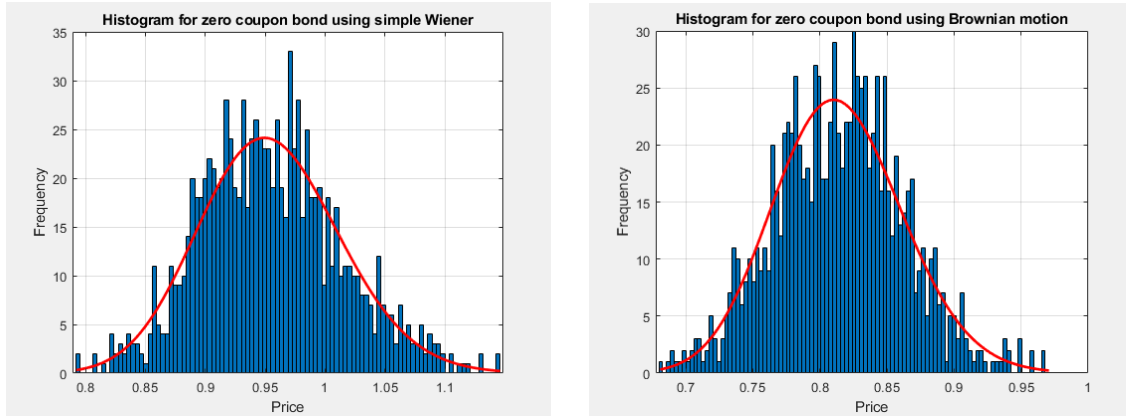 Histogram for zero coupon bond using simple Wiener
35
30
25
20
15
10
5
0
Frequency
0.8 0.85 0.9 0.95 1 1.05 1.1
Price
Histogram for zero coupon bond using Brownian motion
30
25
20
15
10
5
0
Frequency
0.7 0.75 0.8 0.85 0.9 0.95 1
Price